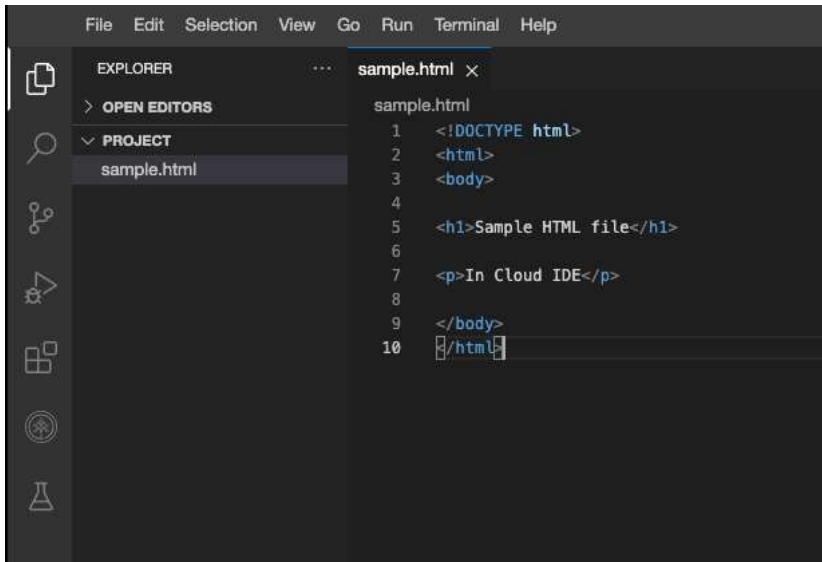 File Edit Selection View Go Run Terminal Help
EXPLORER ···
> OPEN EDITORS
PROJECT
sample.html
sample.html ×
sample.html
1 <!DOCTYPE html>
2 <html>
3 <body>
4
5 <h1>Sample HTML file</h1>
6
7 <p>In Cloud IDE</p>
8
9 </body>
10 </html>